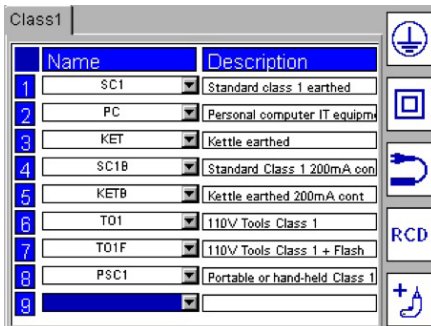 Class1
Name Description
1 SC1 Standard class 1 earthed
2 PC Personal computer IT equipm
3 KET Kettle earthed
4 SC1B Standard Class 1 200mA con
5 KETB Kettle earthed 200mA cont
6 TO1 110V Tools Class 1
7 TO1F 110V Tools Class 1 + Flash
8 PSC1 Portable or hand-held Class 1
9
RCD